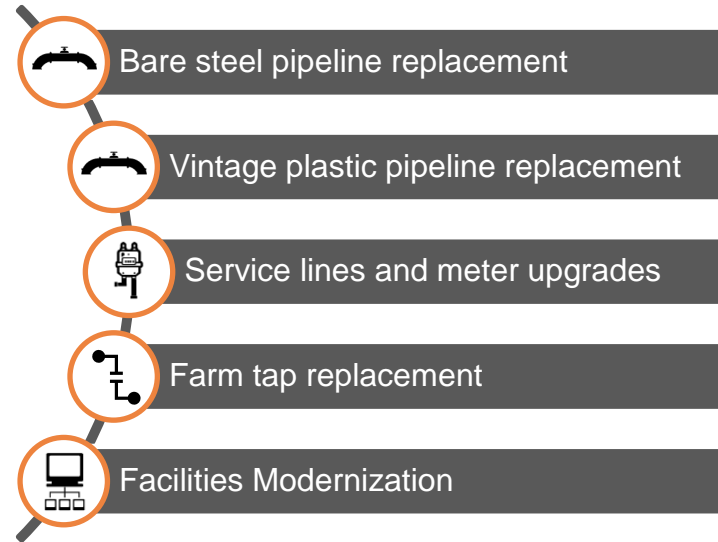 Bare steel pipeline replacement
Vintage plastic pipeline replacement
Service lines and meter upgrades
Farm tap replacement
Facilities Modernization